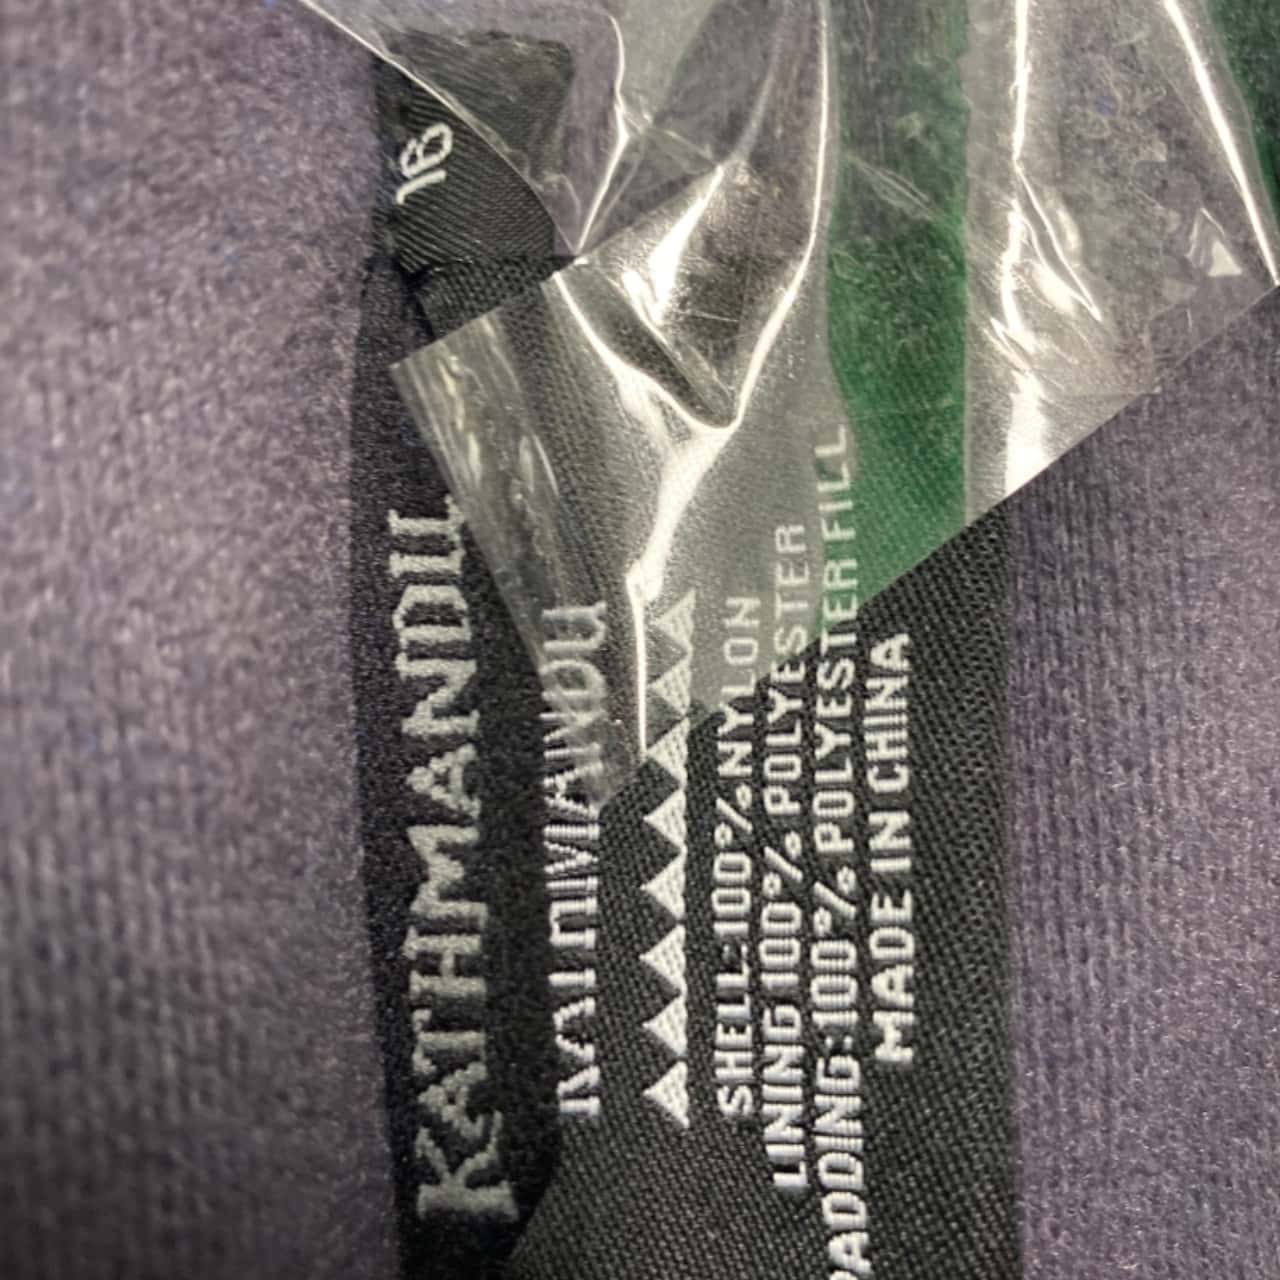 16
KATHMANDU
KATHMANDU
SHELL:100%NYLON
LINING 100% POLYESTER
PADDING:100%POLYESTER FILL
MADE IN CHINA